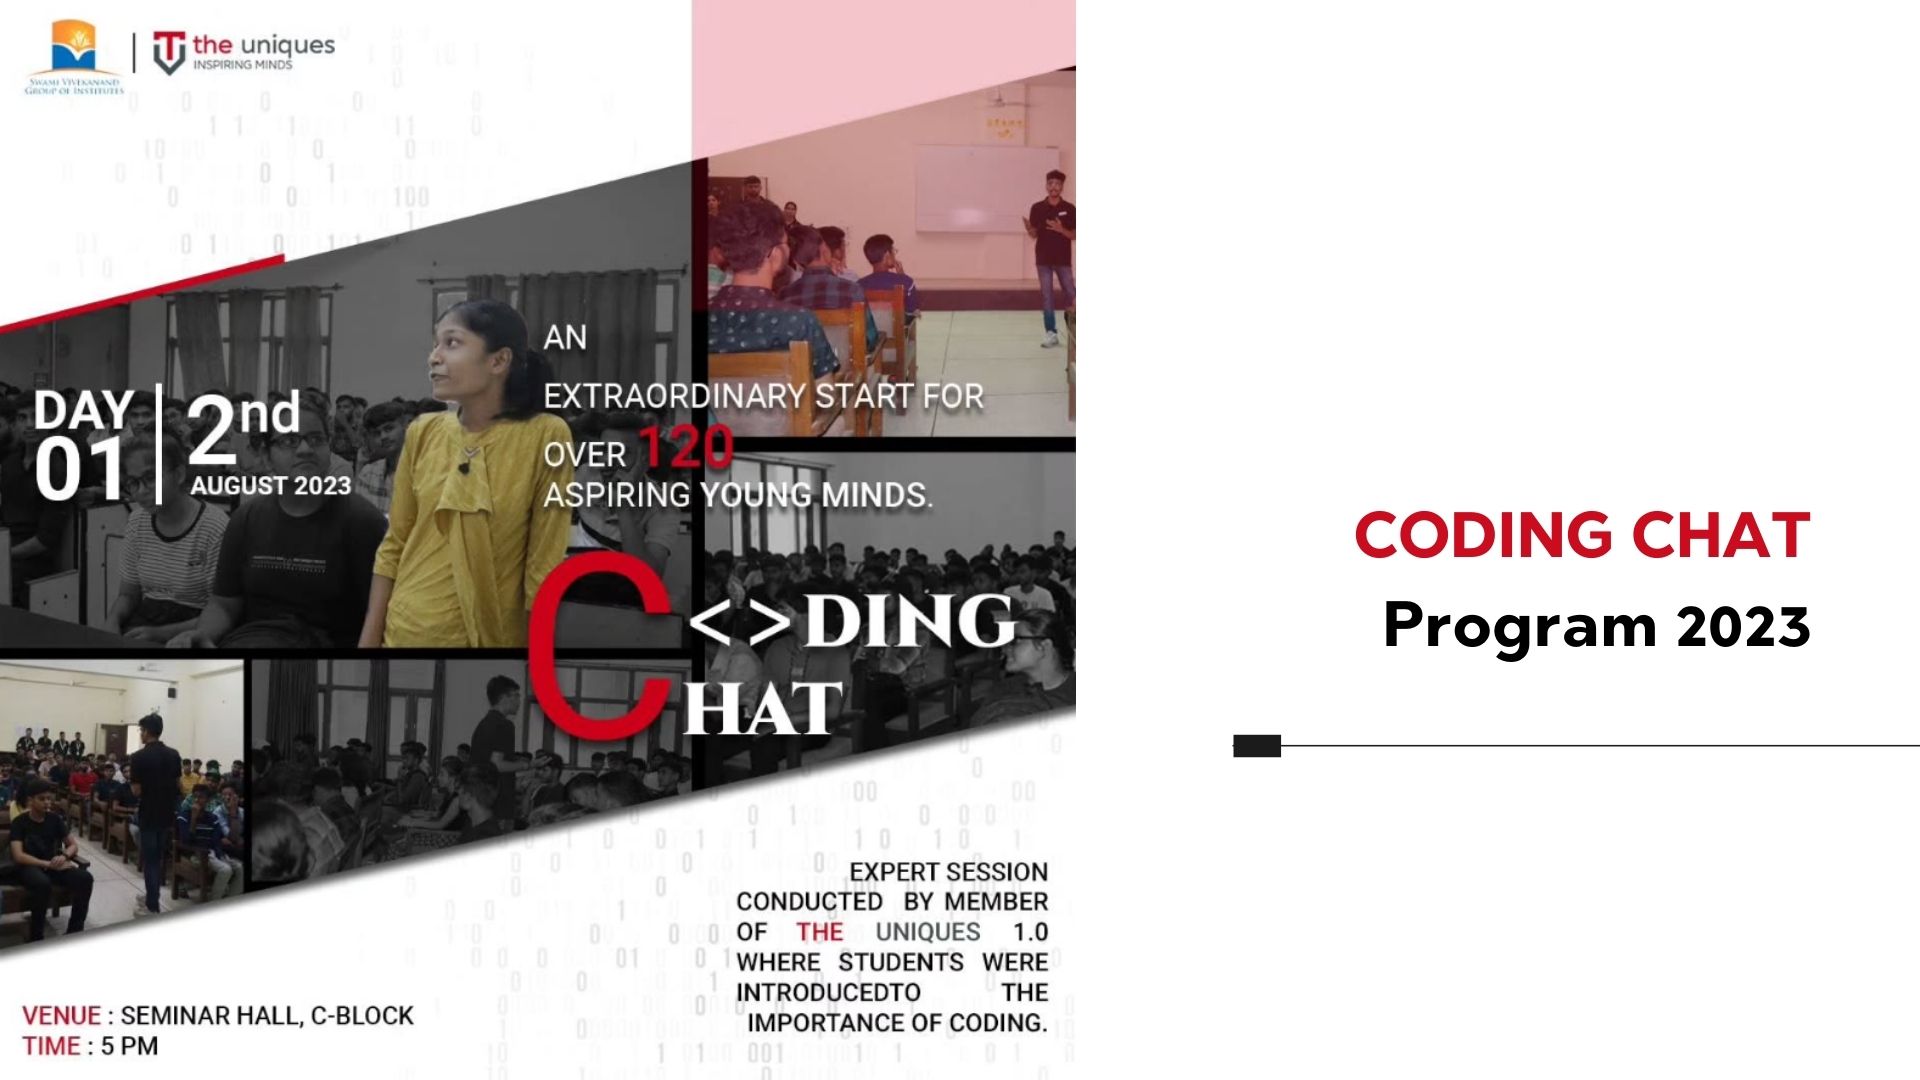 SWAMI VIVEKANAND
GROUP OF INSTITUTES
the uniques
INSPIRING MINDS
DAY
01
2nd
AUGUST 2023
AN
EXTRAORDINARY START FOR
OVER 120
ASPIRING YOUNG MINDS.
C<>DING
CHAT
EXPERT SESSION
CONDUCTED BY MEMBER
OF THE UNIQUES 1.0
WHERE STUDENTS WERE
INTRODUCEDTO THE
IMPORTANCE OF CODING.
VENUE : SEMINAR HALL, C-BLOCK
TIME : 5 PM
CODING CHAT
Program 2023